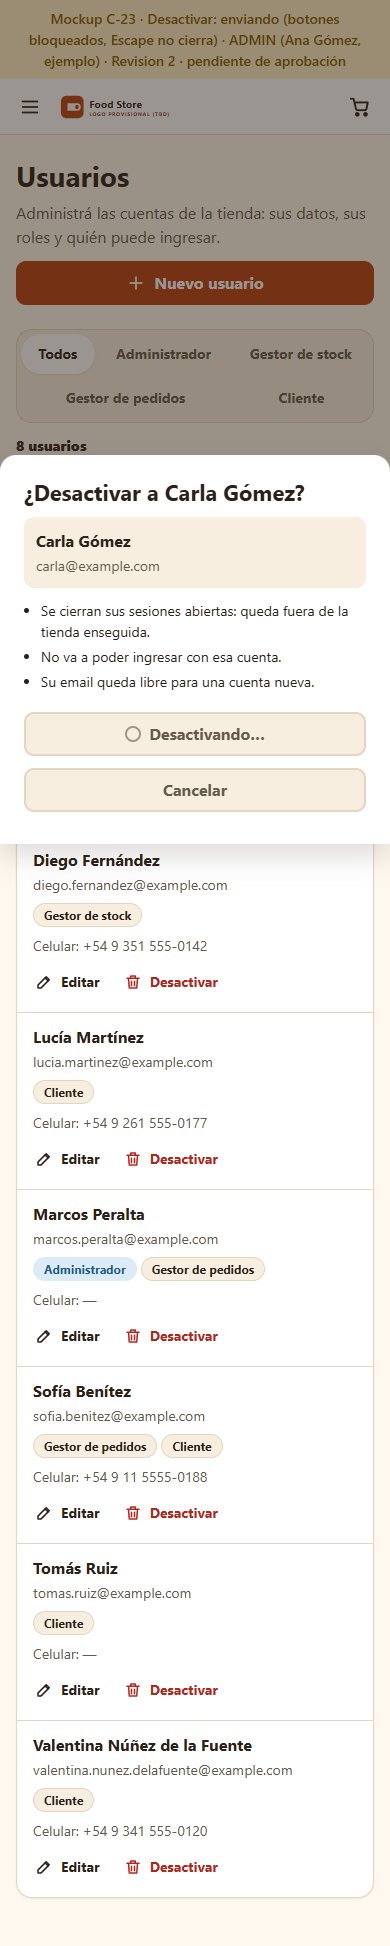 Mockup C-23 · Desactivar: enviando (botones
bloqueados, Escape no cierra) · ADMIN (Ana Gómez,
ejemplo) · Revision 2 · pendiente de aprobación
Food Store
LOGO PROVISIONAL (TBD)
Usuarios
Administrá las cuentas de la tienda: sus datos, sus
roles y quién puede ingresar.
Nuevo usuario
Todos
Administrador
Gestor de stock
Gestor de pedidos
Cliente
8 usuarios
¿Desactivar a Carla Gómez?
Carla Gómez
carla@example.com
Se cierran sus sesiones abiertas: queda fuera de la
tienda enseguida.
No va a poder ingresar con esa cuenta.
Su email queda libre para una cuenta nueva.
Desactivando...
Cancelar
Diego Fernández
diego.fernandez@example.com
Gestor de stock
Celular: +54 9 351 555-0142
Editar
Desactivar
Lucía Martínez
lucia.martinez@example.com
Cliente
Celular: +54 9 261 555-0177
Editar
Desactivar
Marcos Peralta
marcos.peralta@example.com
Administrador
Gestor de pedidos
Celular: —
Editar
Desactivar
Sofía Benítez
sofia.benitez@example.com
Gestor de pedidos
Cliente
Celular: +54 9 11 5555-0188
Editar
Desactivar
Tomás Ruiz
tomas.ruiz@example.com
Cliente
Celular: —
Editar
Desactivar
Valentina Núñez de la Fuente
valentina.nunez.delafuente@example.com
Cliente
Celular: +54 9 341 555-0120
Editar
Desactivar